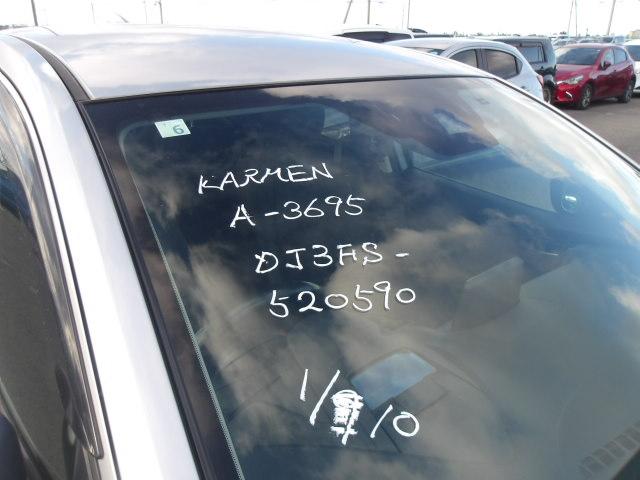 6
KARMEN
A-3695
DJ3FS-
520590
1/ 10